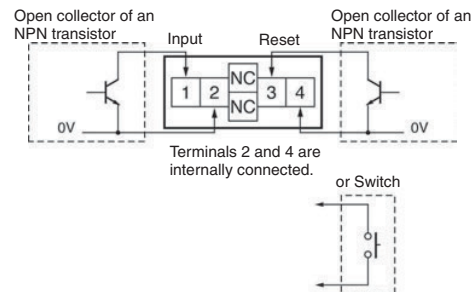 Open collector of an
NPN transistor
Input
Reset
Open collector of an
NPN transistor
1 2 NC NC 3 4
0V
0V
Terminals 2 and 4 are
internally connected.
or Switch